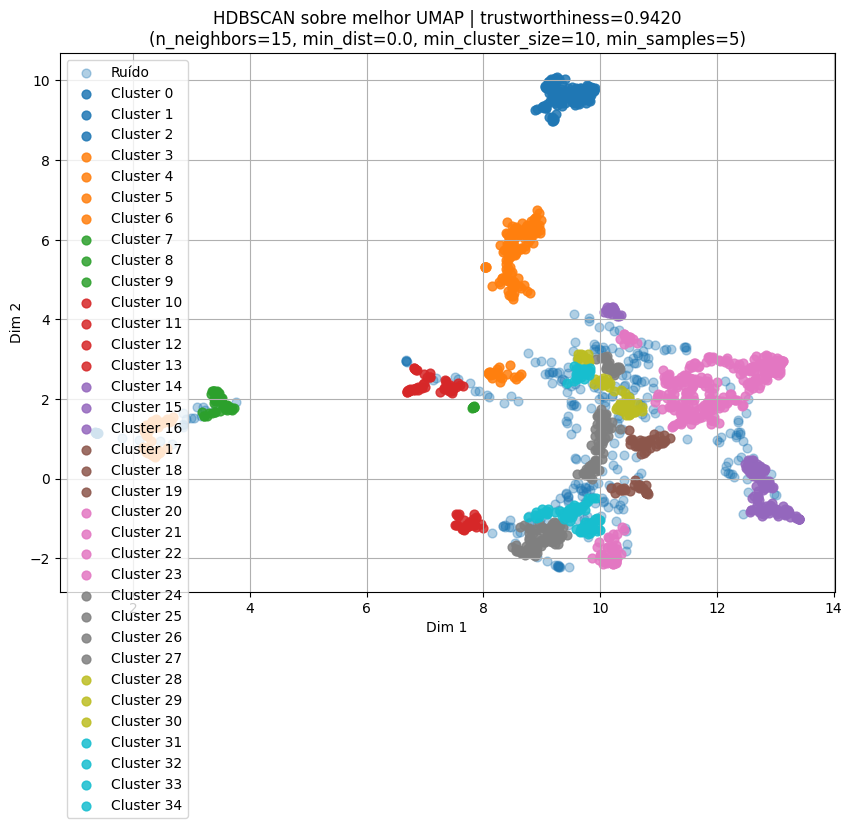 HDBSCAN sobre melhor UMAP | trustworthiness=0.9420
(n_neighbors=15, min_dist=0.0, min_cluster_size=10, min_samples=5)
Ruído
Cluster 0
Cluster 1
Cluster 2
Cluster 3
Cluster 4
Cluster 5
Cluster 6
Cluster 7
Cluster 8
Cluster 9
Cluster 10
Cluster 11
Cluster 12
Cluster 13
Cluster 14
Cluster 15
Cluster 16
Cluster 17
Cluster 18
Cluster 19
Cluster 20
Cluster 21
Cluster 22
Cluster 23
Cluster 24
Cluster 25
Cluster 26
Cluster 27
Cluster 28
Cluster 29
Cluster 30
Cluster 31
Cluster 32
Cluster 33
Cluster 34
10
8
6
4
2
0
−2
Dim 2
2
4
6
8
10
12
14
Dim 1